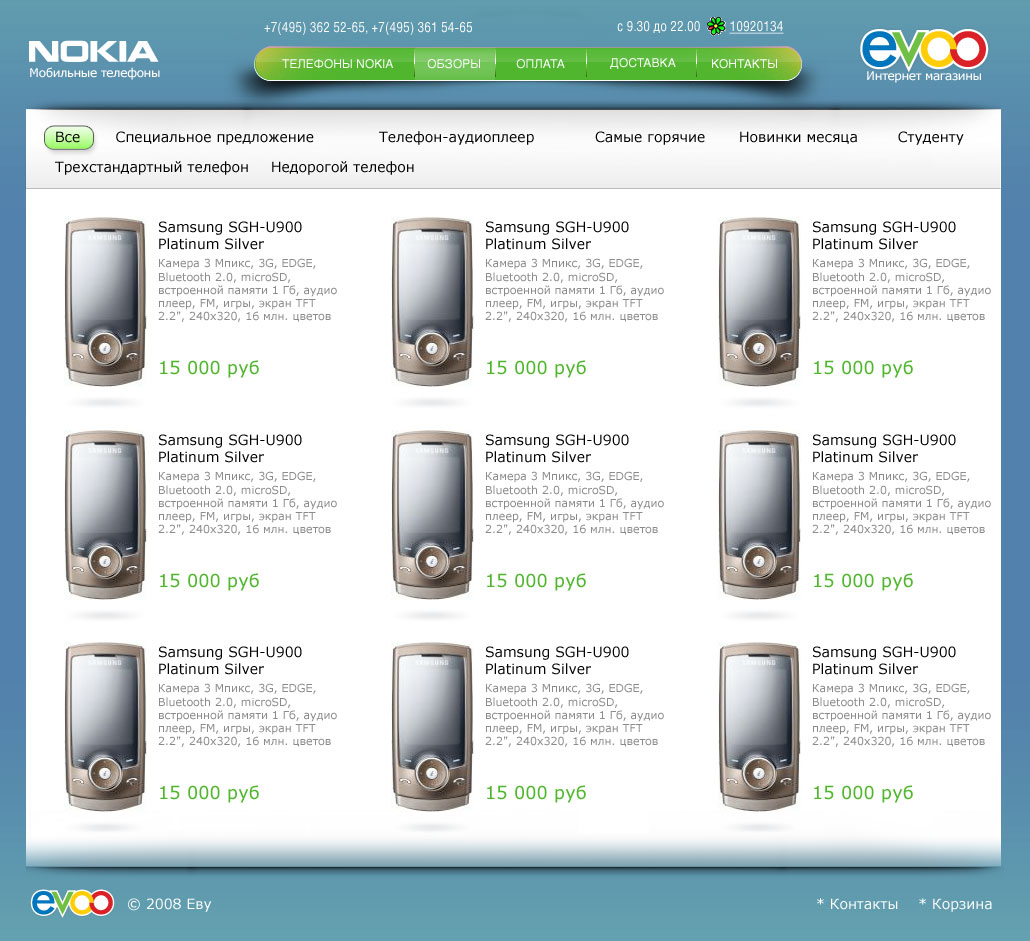 +7(495) 362 52-65, +7(495) 361 54-65
с 9.30 до 22.00 10920134
NOKIA
Мобильные телефоны
ТЕЛЕФОНЫ NOKIA ОБЗОРЫ ОПЛАТА ДОСТАВКА КОНТАКТЫ
evoo
Интернет магазины
Все Специальное предложение Телефон-аудиоплеер Самые горячие Новинки месяца Студенту
Трехстандартный телефон Недорогой телефон
SAMSUNG
Samsung SGH-U900
Platinum Silver
Камера 3 Мпикс, 3G, EDGE,
Bluetooth 2.0, microSD,
встроенной памяти 1 Гб, аудио
плеер, FM, игры, экран TFT
2.2", 240x320, 16 млн. цветов
15 000 руб
SAMSUNG
Samsung SGH-U900
Platinum Silver
Камера 3 Мпикс, 3G, EDGE,
Bluetooth 2.0, microSD,
встроенной памяти 1 Гб, аудио
плеер, FM, игры, экран TFT
2.2", 240x320, 16 млн. цветов
15 000 руб
SAMSUNG
Samsung SGH-U900
Platinum Silver
Камера 3 Мпикс, 3G, EDGE,
Bluetooth 2.0, microSD,
встроенной памяти 1 Гб, аудио
плеер, FM, игры, экран TFT
2.2", 240x320, 16 млн. цветов
15 000 руб
SAMSUNG
Samsung SGH-U900
Platinum Silver
Камера 3 Мпикс, 3G, EDGE,
Bluetooth 2.0, microSD,
встроенной памяти 1 Гб, аудио
плеер, FM, игры, экран TFT
2.2", 240x320, 16 млн. цветов
15 000 руб
SAMSUNG
Samsung SGH-U900
Platinum Silver
Камера 3 Мпикс, 3G, EDGE,
Bluetooth 2.0, microSD,
встроенной памяти 1 Гб, аудио
плеер, FM, игры, экран TFT
2.2", 240x320, 16 млн. цветов
15 000 руб
SAMSUNG
Samsung SGH-U900
Platinum Silver
Камера 3 Мпикс, 3G, EDGE,
Bluetooth 2.0, microSD,
встроенной памяти 1 Гб, аудио
плеер, FM, игры, экран TFT
2.2", 240x320, 16 млн. цветов
15 000 руб
SAMSUNG
Samsung SGH-U900
Platinum Silver
Камера 3 Мпикс, 3G, EDGE,
Bluetooth 2.0, microSD,
встроенной памяти 1 Гб, аудио
плеер, FM, игры, экран TFT
2.2", 240x320, 16 млн. цветов
15 000 руб
SAMSUNG
Samsung SGH-U900
Platinum Silver
Камера 3 Мпикс, 3G, EDGE,
Bluetooth 2.0, microSD,
встроенной памяти 1 Гб, аудио
плеер, FM, игры, экран TFT
2.2", 240x320, 16 млн. цветов
15 000 руб
SAMSUNG
Samsung SGH-U900
Platinum Silver
Камера 3 Мпикс, 3G, EDGE,
Bluetooth 2.0, microSD,
встроенной памяти 1 Гб, аудио
плеер, FM, игры, экран TFT
2.2", 240x320, 16 млн. цветов
15 000 руб
evoo © 2008 Еву * Контакты * Корзина